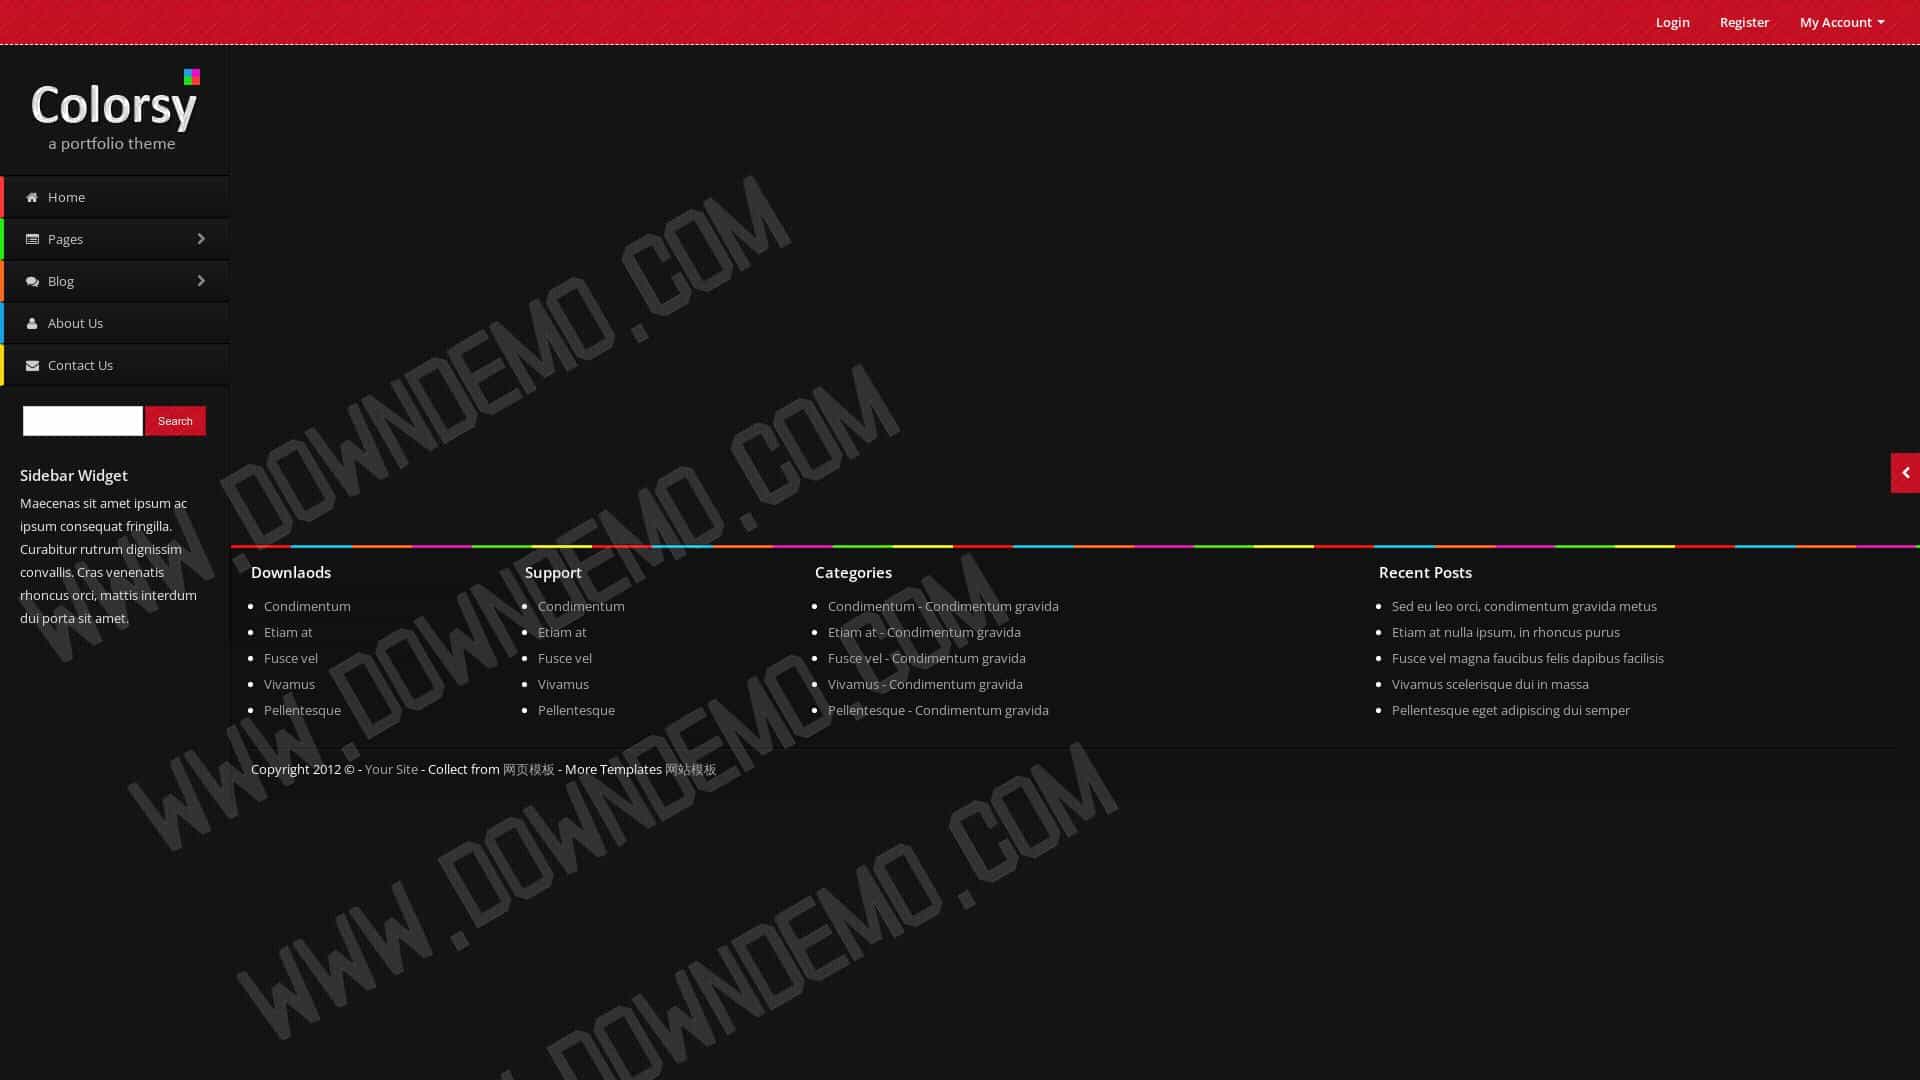 Login Register My Account
Colorsy
a portfolio theme
Home
Pages
Blog
About Us
Contact Us
Search
Sidebar Widget
Maecenas sit amet ipsum ac
ipsum consequat fringilla.
Curabitur rutrum dignissim
convallis. Cras venenatis
rhoncus orci, mattis interdum
dui porta sit amet.
Downlaods
Condimentum
Etiam at
Fusce vel
Vivamus
Pellentesque
Support
Condimentum
Etiam at
Fusce vel
Vivamus
Pellentesque
Categories
Condimentum - Condimentum gravida
Etiam at - Condimentum gravida
Fusce vel - Condimentum gravida
Vivamus - Condimentum gravida
Pellentesque - Condimentum gravida
Recent Posts
Sed eu leo orci, condimentum gravida metus
Etiam at nulla ipsum, in rhoncus purus
Fusce vel magna faucibus felis dapibus facilisis
Vivamus scelerisque dui in massa
Pellentesque eget adipiscing dui semper
Copyright 2012 © - Your Site - Collect from 网页模板 - More Templates 网站模板
WWW.DOWNDEMO.COM
WWW.DOWNDEMO.COM
WWW.DOWNDEMO.COM
.DOWNDEMO.COM